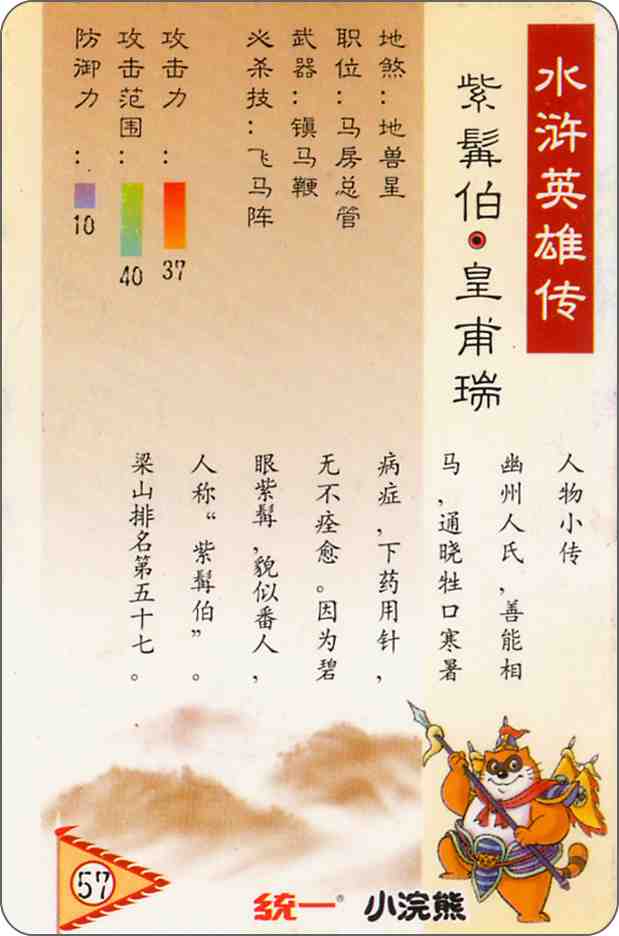 水浒英雄传
紫髯伯·皇甫瑞
地煞：地兽星
职位：马房总管
武器：镇马鞭
必杀技：飞马阵
攻击力：
37
攻击范围：
40
防御力：
10
人物小传
幽州人氏，善能相
马，通晓牲口寒暑
病症，下药用针，
无不痊愈。因为碧
眼紫髯，貌似番人，
人称“紫髯伯”。
梁山排名第五十七。
57
统一® 小浣熊